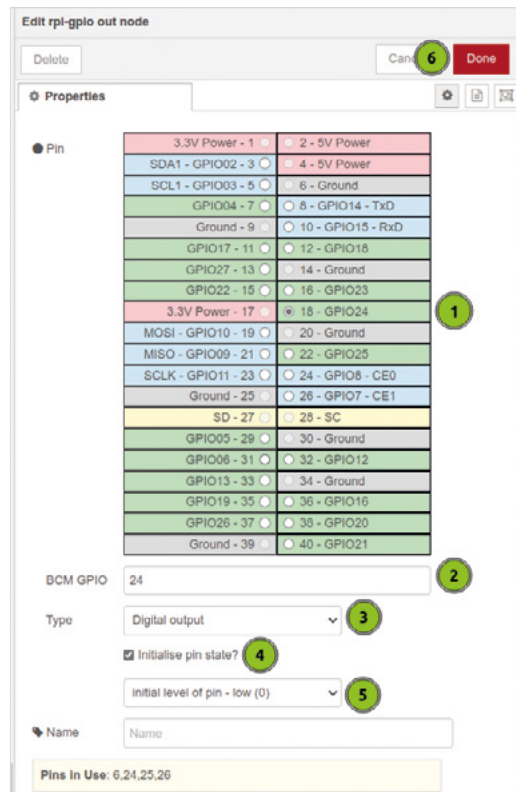 Edit rpi-gpio out node
Delete
Canc 6 Done
Properties
Pin
3.3V Power - 1 2 - 5V Power
SDA1 - GPIO02 - 3 4 - 5V Power
SCL1 - GPIO03 - 5 6 - Ground
GPIO04 - 7 8 - GPIO14 - TxD
Ground - 9 10 - GPIO15 - RxD
GPIO17 - 11 12 - GPIO18
GPIO27 - 13 14 - Ground
GPIO22 - 15 16 - GPIO23
3.3V Power - 17 18 - GPIO24 1
MOSI - GPIO10 - 19 20 - Ground
MISO - GPIO09 - 21 22 - GPIO25
SCLK - GPIO11 - 23 24 - GPIO8 - CE0
Ground - 25 26 - GPIO7 - CE1
SD - 27 28 - SC
GPIO05 - 29 30 - Ground
GPIO06 - 31 32 - GPIO12
GPIO13 - 33 34 - Ground
GPIO19 - 35 36 - GPIO16
GPIO26 - 37 38 - GPIO20
Ground - 39 40 - GPIO21
BCM GPIO 24 2
Type Digital output 3
Initialise pin state? 4
initial level of pin - low (0) 5
Name Name
Pins in Use: 6,24,25,26